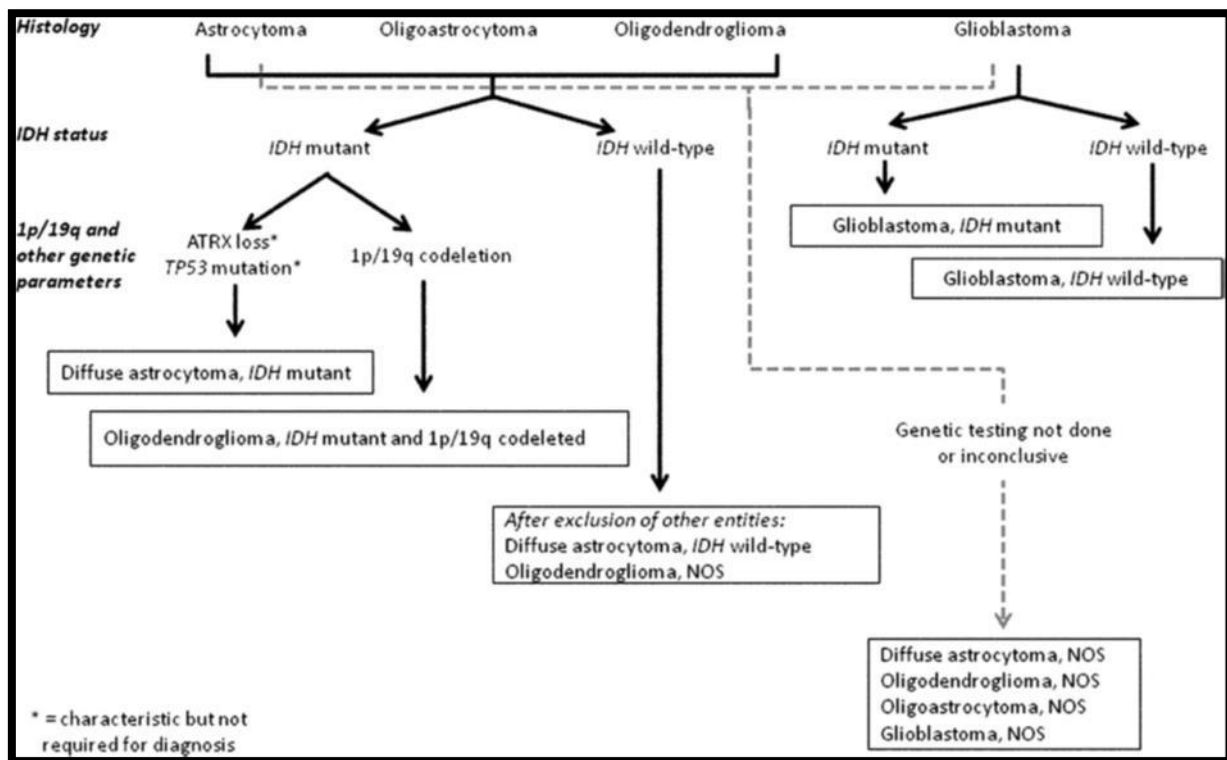 Histology
Astrocytoma
Oligoastrocytoma
Oligodendroglioma
Glioblastoma
IDH status
IDH mutant
IDH wild-type
IDH mutant
IDH wild-type
1p/19q and
other genetic
parameters
ATRX loss*
TP53 mutation*
1p/19q codeletion
Glioblastoma, IDH mutant
Glioblastoma, IDH wild-type
Diffuse astrocytoma, IDH mutant
Oligodendroglioma, IDH mutant and 1p/19q codeleted
Genetic testing not done
or inconclusive
After exclusion of other entities:
Diffuse astrocytoma, IDH wild-type
Oligodendroglioma, NOS
Diffuse astrocytoma, NOS
Oligodendroglioma, NOS
Oligoastrocytoma, NOS
Glioblastoma, NOS
* = characteristic but not
required for diagnosis